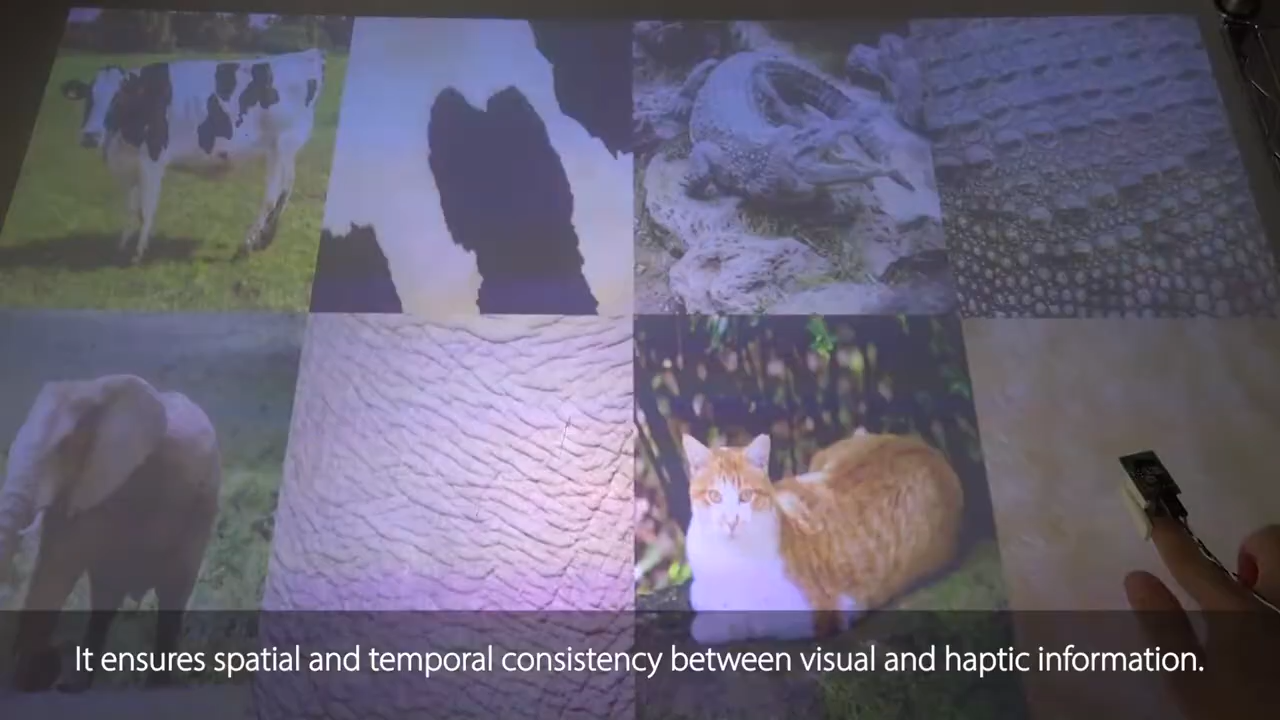 It ensures spatial and temporal consistency between visual and haptic information.